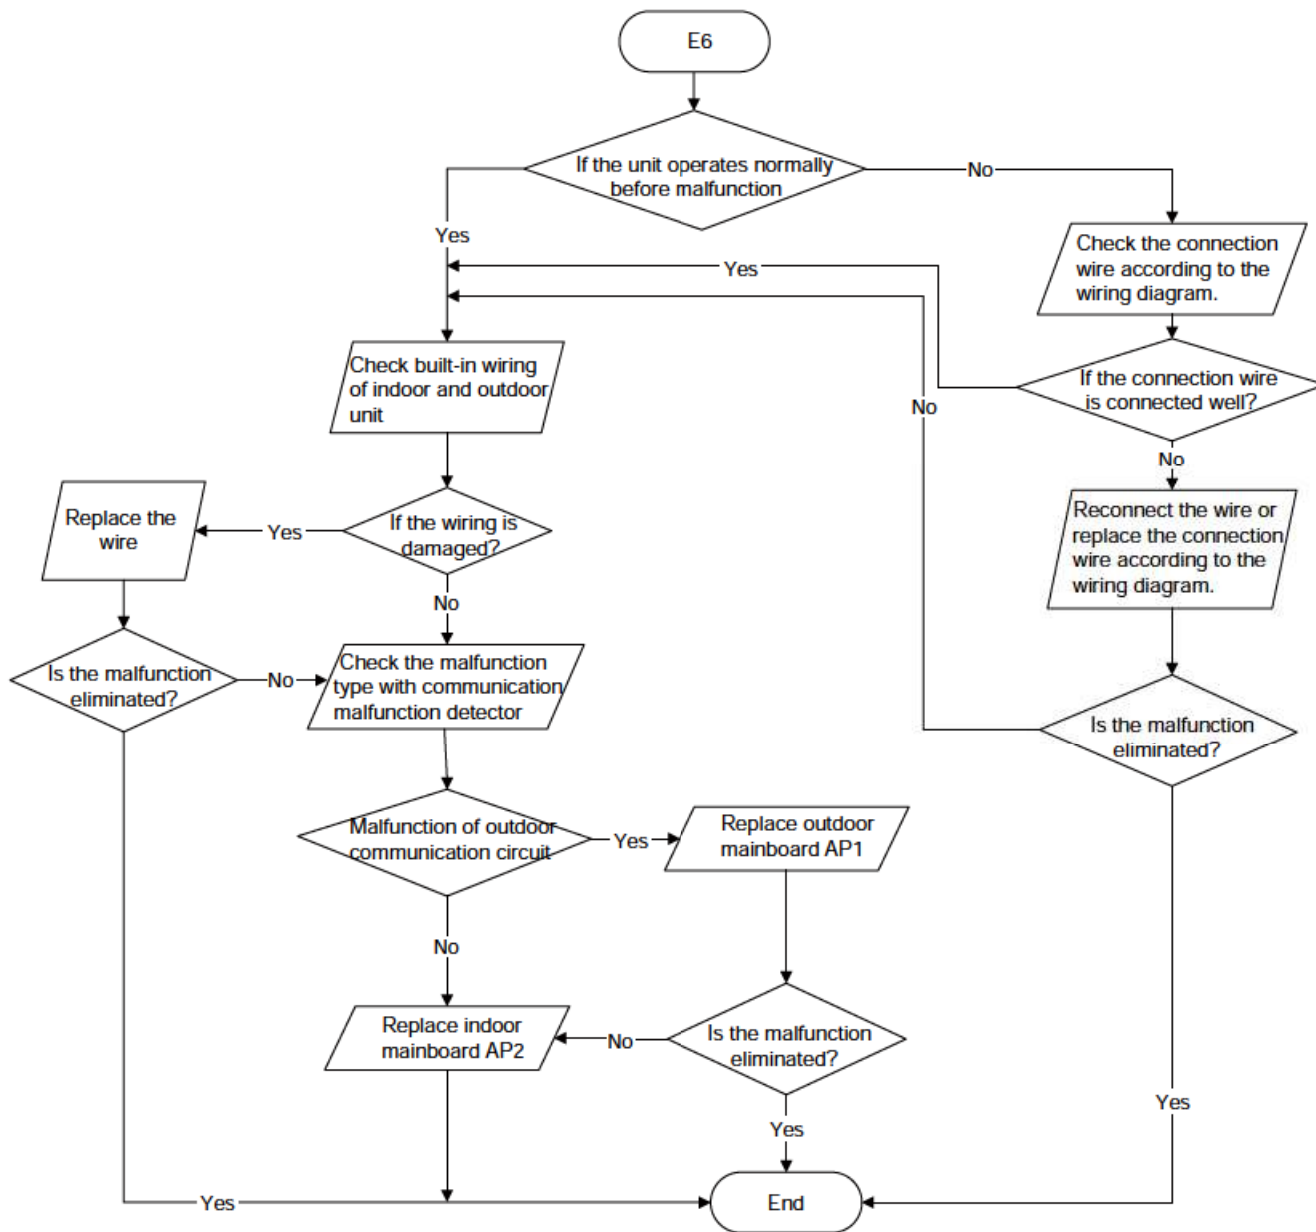 E6
If the unit operates normally
before malfunction
No
Yes
Check the connection
wire according to the
wiring diagram.
Yes
Check built-in wiring
of indoor and outdoor
unit
If the connection wire
is connected well?
No
No
Replace the
wire
Yes
If the wiring is
damaged?
Reconnect the wire or
replace the connection
wire according to the
wiring diagram.
No
Is the malfunction
eliminated?
No
Check the malfunction
type with communication
malfunction detector
Is the malfunction
eliminated?
Malfunction of outdoor
communication circuit
Yes
Replace outdoor
mainboard AP1
No
Replace indoor
mainboard AP2
No
Is the malfunction
eliminated?
Yes
Yes
Yes
End